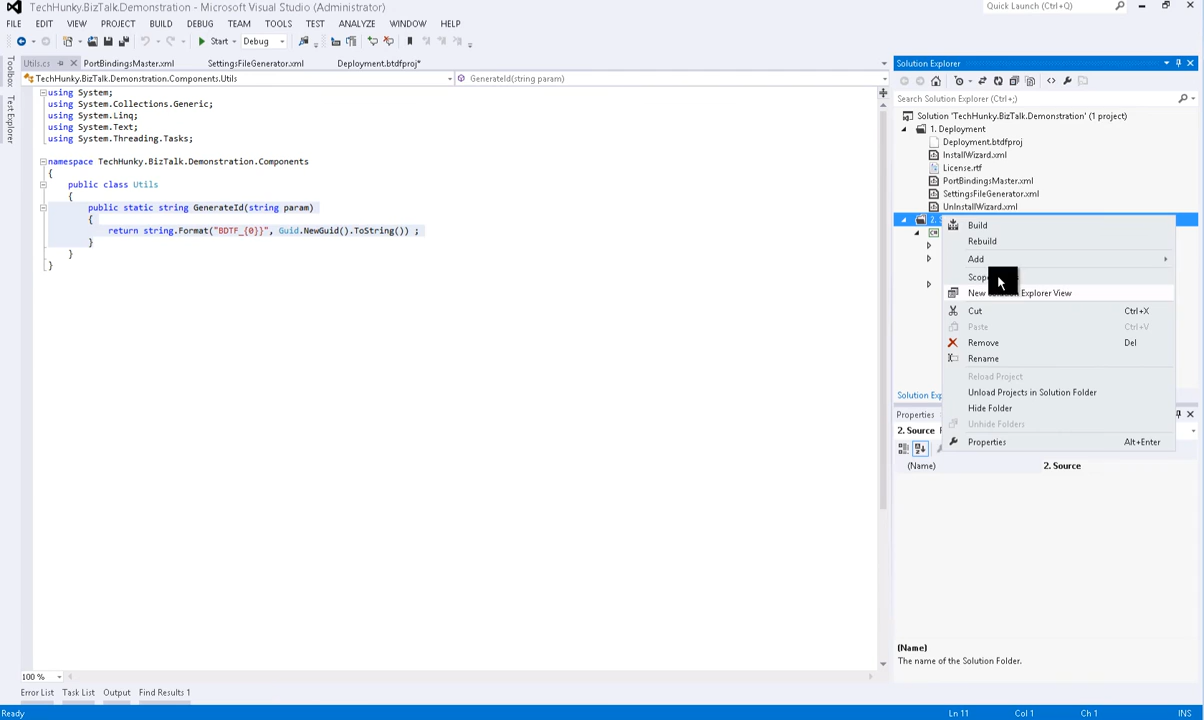 TechHunky.BizTalk.Demonstration - Microsoft Visual Studio (Administrator)
Quick Launch (Ctrl+Q)
FILE EDIT VIEW PROJECT BUILD DEBUG TEAM TOOLS TEST ANALYZE WINDOW HELP
Start Debug
Toolbox
Test Explorer
Utils.cs PortBindingsMaster.xml SettingsFileGenerator.xml Deployment.btdfproj*
TechHunky.BizTalk.Demonstration.Components.Utils GenerateId(string param)
using System;
using System.Collections.Generic;
using System.Linq;
using System.Text;
using System.Threading.Tasks;
namespace TechHunky.BizTalk.Demonstration.Components
{
public class Utils
{
public static string GenerateId(string param)
{
return string.Format("BDTF_{0}}", Guid.NewGuid().ToString()) ;
}
}
}
100 %
Solution Explorer
Search Solution Explorer (Ctrl+;)
Solution 'TechHunky.BizTalk.Demonstration' (1 project)
1. Deployment
Deployment.btdfproj
InstallWizard.xml
License.rtf
PortBindingsMaster.xml
SettingsFileGenerator.xml
UnInstallWizard.xml
2.
Build
Rebuild
Add
Scop
New Explorer View
Cut Ctrl+X
Paste Ctrl+V
Remove Del
Rename
Reload Project
Unload Projects in Solution Folder
Hide Folder
Unhide Folders
Properties Alt+Enter
Solution Exp
Properties
2. Source
(Name) 2. Source
(Name)
The name of the Solution Folder.
Error List Task List Output Find Results 1
Ready Ln 11 Col 1 Ch 1 INS